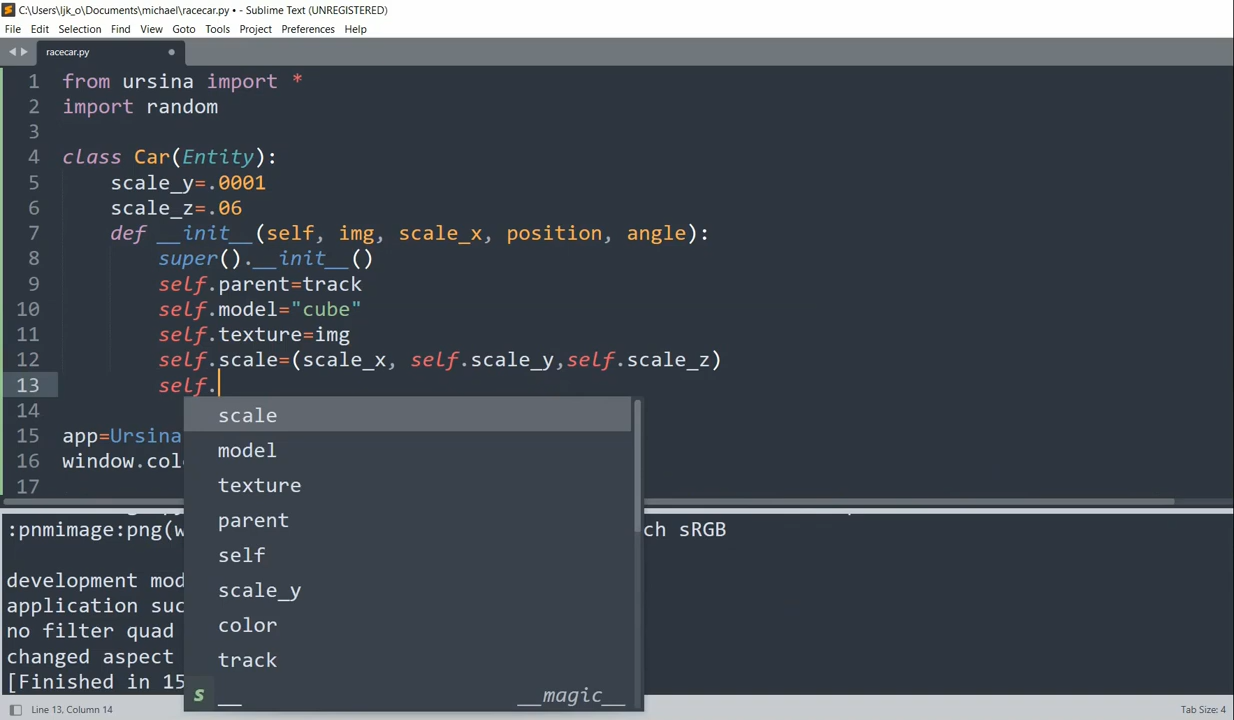 C:\Users\ljk_o\Documents\michael\racecar.py • - Sublime Text (UNREGISTERED)
File Edit Selection Find View Goto Tools Project Preferences Help
racecar.py
1 from ursina import *
2 import random
3
4 class Car(Entity):
5 scale_y=.0001
6 scale_z=.06
7 def __init__(self, img, scale_x, position, angle):
8 super().__init__()
9 self.parent=track
10 self.model="cube"
11 self.texture=img
12 self.scale=(scale_x, self.scale_y,self.scale_z)
13 self.
14
scale
15 app=Ursina
model
16 window.col
17
texture
parent
:pnmimage:png(w ch sRGB
self
development mod
scale_y
application suc
no filter quad
color
changed aspect
track
[Finished in 15
s __ __magic__
Line 13, Column 14 Tab Size: 4